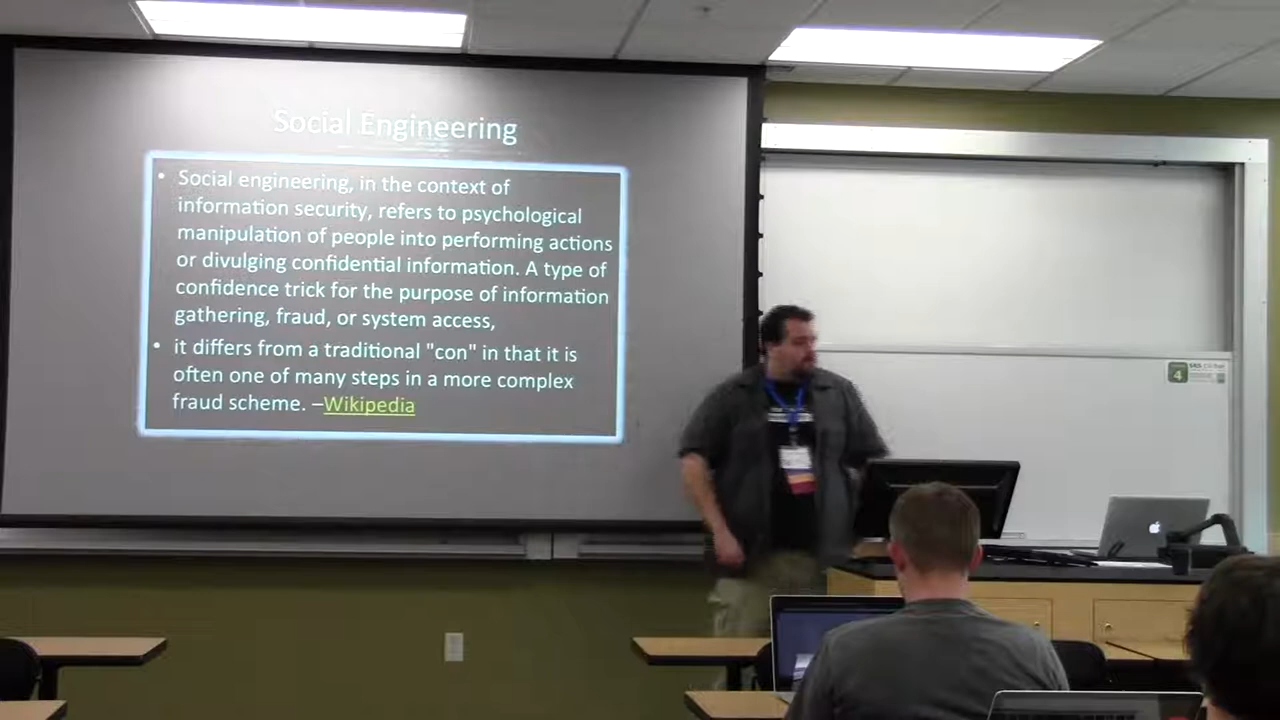 Social Engineering
• Social engineering, in the context of
information security, refers to psychological
manipulation of people into performing actions
or divulging confidential information. A type of
confidence trick for the purpose of information
gathering, fraud, or system access,
• it differs from a traditional "con" in that it is
often one of many steps in a more complex
fraud scheme. –Wikipedia
4